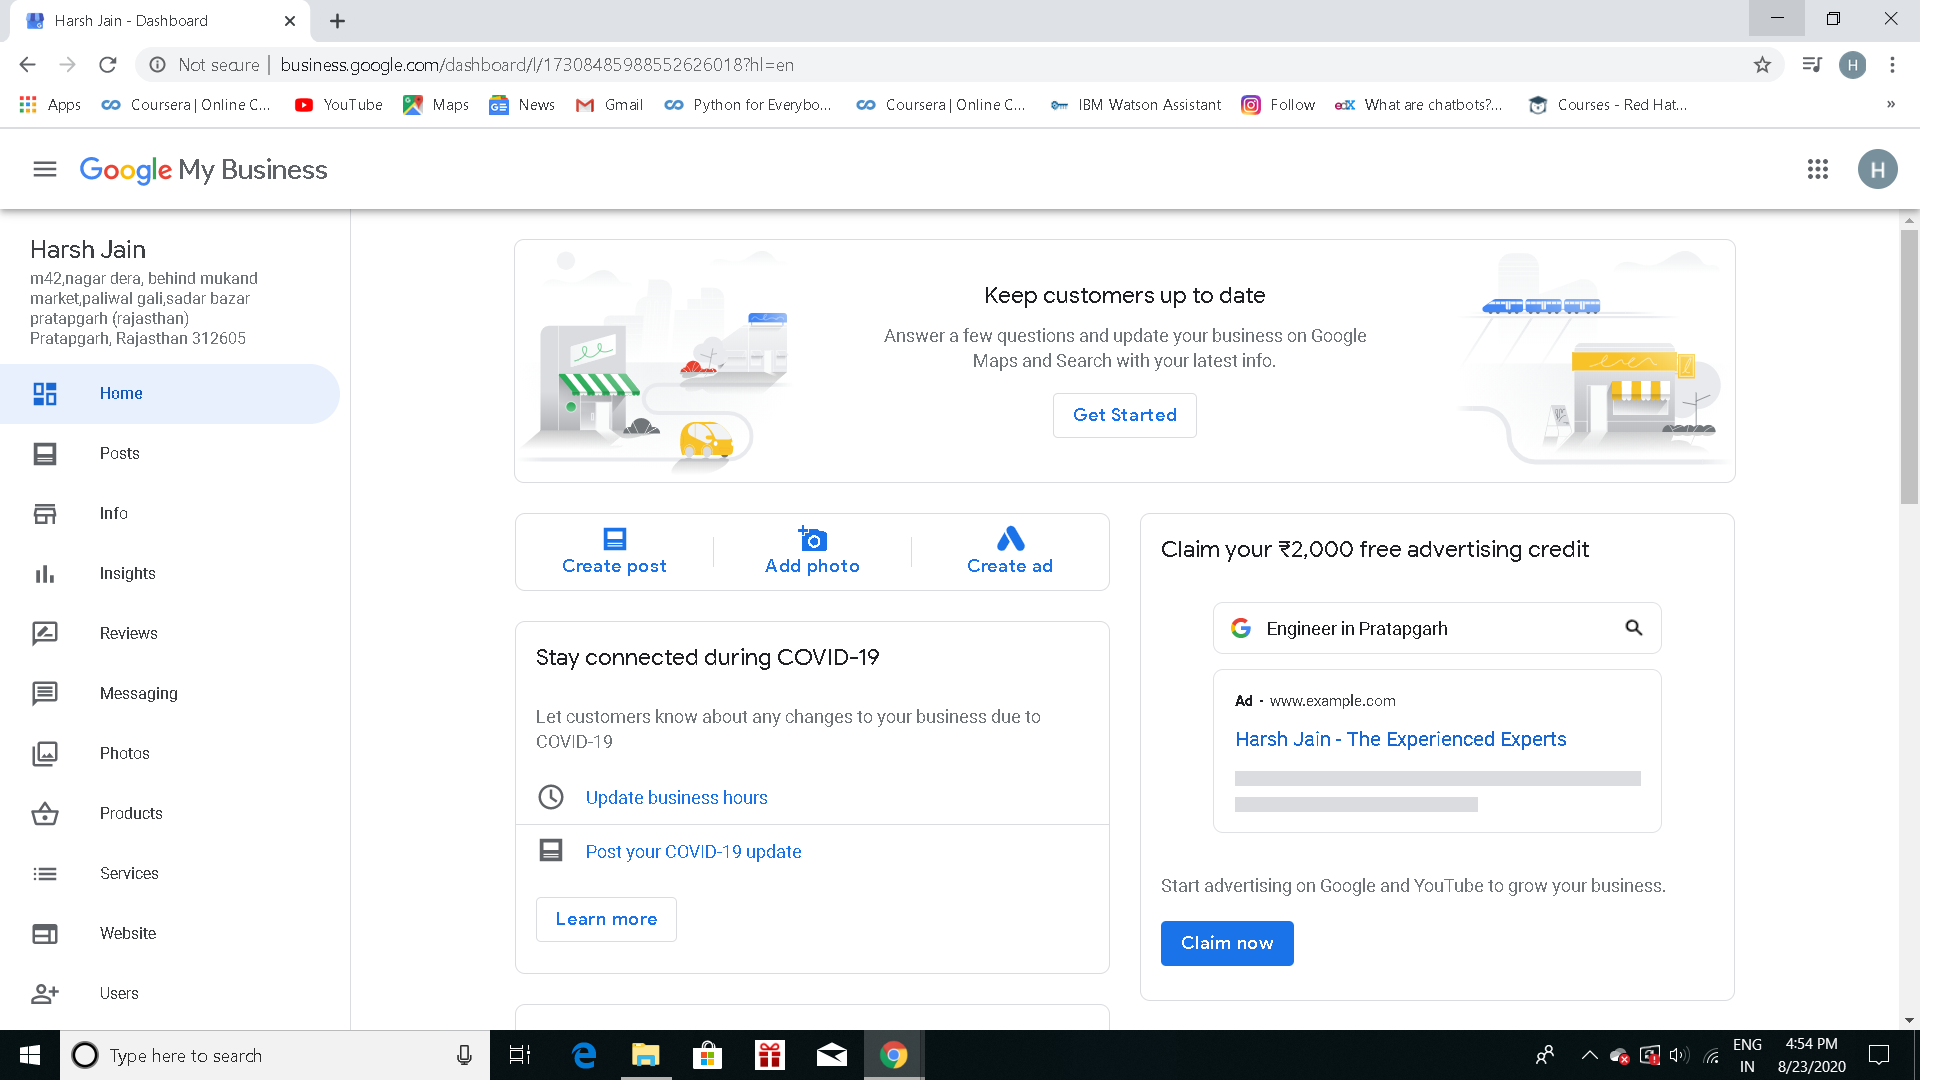 Harsh Jain - Dashboard
Not secure | business.google.com/dashboard/l/17308485988552626018?hl=en
Apps Coursera | Online C... YouTube Maps News Gmail Python for Everybo... Coursera | Online C... IBM Watson Assistant Follow What are chatbots?... Courses - Red Hat... »
Google My Business
H
H
Harsh Jain
m42,nagar dera, behind mukand
market,paliwal gali,sadar bazar
pratapgarh (rajasthan)
Pratapgarh, Rajasthan 312605
Home
Posts
Info
Insights
Reviews
Messaging
Photos
Products
Services
Website
Users
Keep customers up to date
Answer a few questions and update your business on Google
Maps and Search with your latest info.
Get Started
Create post Add photo Create ad
Stay connected during COVID-19
Let customers know about any changes to your business due to
COVID-19
Update business hours
Post your COVID-19 update
Learn more
Claim your ₹2,000 free advertising credit
Engineer in Pratapgarh
Ad · www.example.com
Harsh Jain - The Experienced Experts
Start advertising on Google and YouTube to grow your business.
Claim now
Type here to search
ENG
IN
4:54 PM
8/23/2020